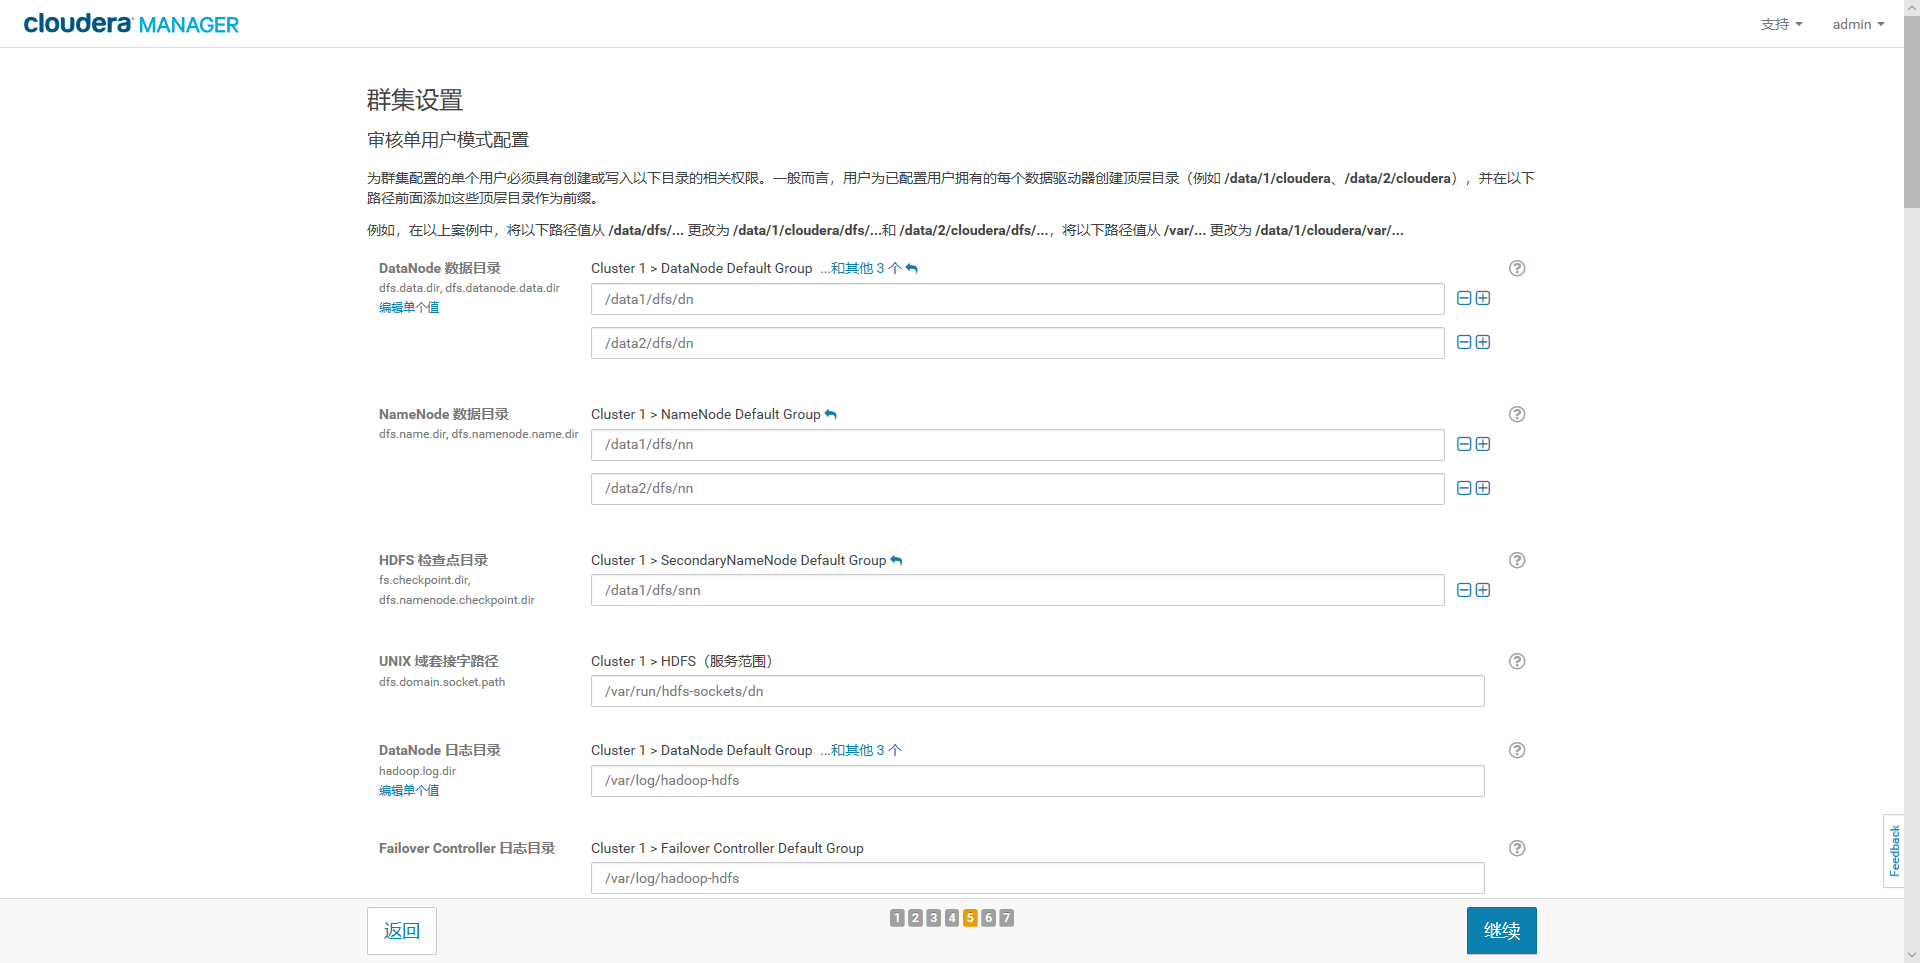 cloudera MANAGER
支持
admin
群集设置
审核单用户模式配置
为群集配置的单个用户必须具有创建或写入以下目录的相关权限。一般而言，用户为已配置用户拥有的每个数据驱动器创建顶层目录（例如 /data/1/cloudera、/data/2/cloudera），并在以下
路径前面添加这些顶层目录作为前缀。
例如，在以上案例中，将以下路径值从 /data/dfs/... 更改为 /data/1/cloudera/dfs/...和 /data/2/cloudera/dfs/...，将以下路径值从 /var/... 更改为 /data/1/cloudera/var/...
DataNode 数据目录
dfs.data.dir, dfs.datanode.data.dir
编辑单个值
Cluster 1 > DataNode Default Group ...和其他 3 个
/data1/dfs/dn
/data2/dfs/dn
NameNode 数据目录
dfs.name.dir, dfs.namenode.name.dir
Cluster 1 > NameNode Default Group
/data1/dfs/nn
/data2/dfs/nn
HDFS 检查点目录
fs.checkpoint.dir,
dfs.namenode.checkpoint.dir
Cluster 1 > SecondaryNameNode Default Group
/data1/dfs/snn
UNIX 域套接字路径
dfs.domain.socket.path
Cluster 1 > HDFS（服务范围）
/var/run/hdfs-sockets/dn
DataNode 日志目录
hadoop.log.dir
编辑单个值
Cluster 1 > DataNode Default Group ...和其他 3 个
/var/log/hadoop-hdfs
Failover Controller 日志目录
Cluster 1 > Failover Controller Default Group
/var/log/hadoop-hdfs
Feedback
返回
1 2 3 4 5 6 7
继续